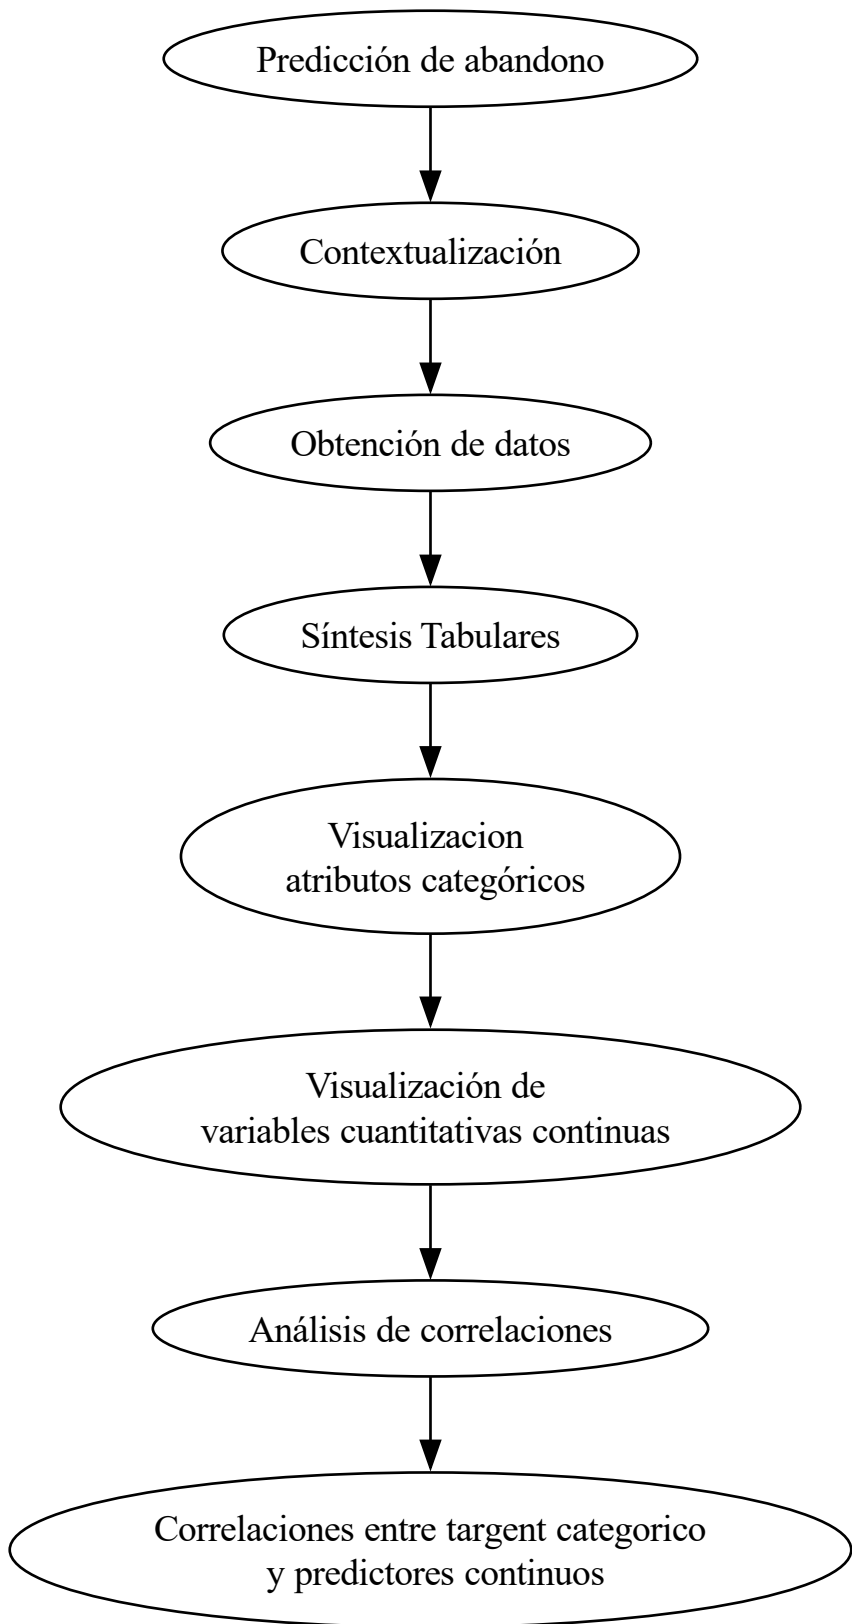 Predicción de abandono
Contextualización
Obtención de datos
Síntesis Tabulares
Visualizacion
atributos categóricos
Visualización de
variables cuantitativas continuas
Análisis de correlaciones
Correlaciones entre targent categorico
y predictores continuos